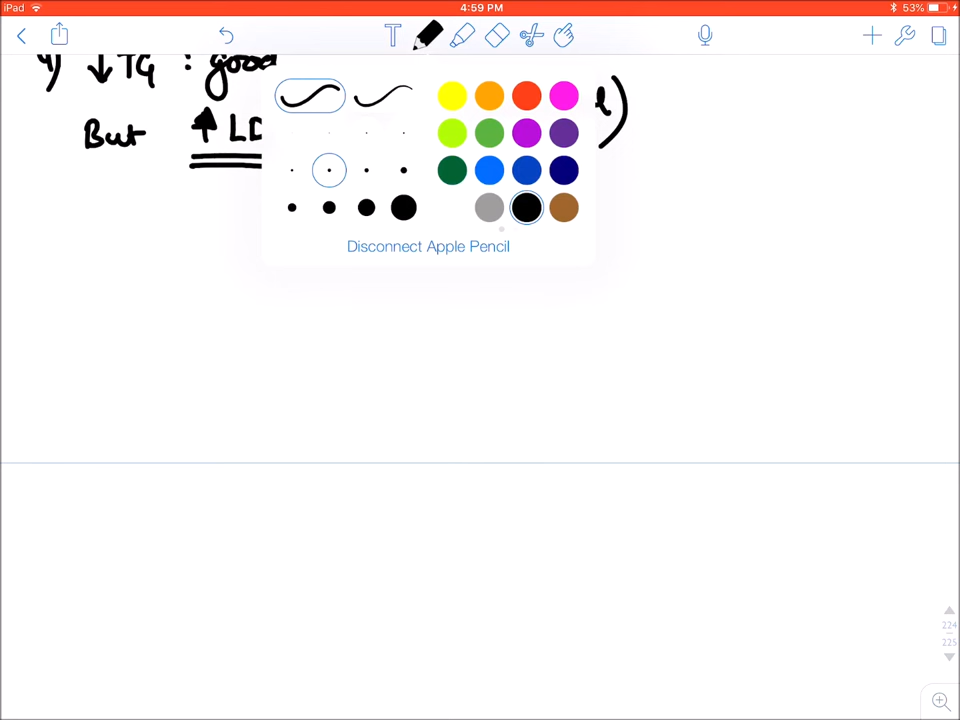 iPad 4:59 PM 53%
T
↓ TG : good
But ↑ LD
Disconnect Apple Pencil
224
225